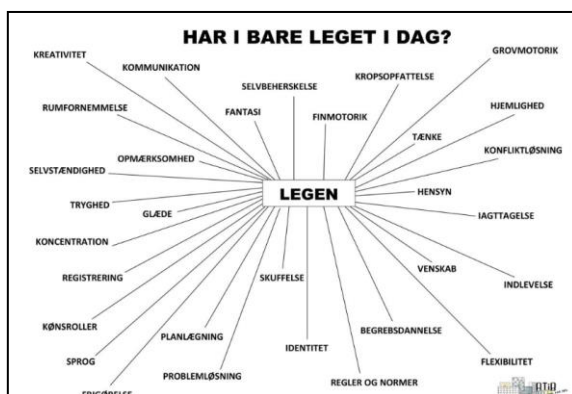 HAR I BARE LEGET I DAG?
KREATIVITET
KOMMUNIKATION
GROVMOTORIK
SELVBEHERSKELSE
KROPSOPFATTELSE
RUMFORNEMMELSE
FANTASI
FINMOTORIK
HJEMLIGHED
TÆNKE
OPMÆRKSOMHED
KONFLIKTLØSNING
SELVSTÆNDIGHED
LEGEN
HENSYN
TRYGHED
GLÆDE
IAGTTAGELSE
KONCENTRATION
REGISTRERING
SKUFFELSE
VENSKAB
INDLEVELSE
KØNSROLLER
PLANLÆGNING
BEGREBSDANNELSE
IDENTITET
SPROG
PROBLEMLØSNING
REGLER OG NORMER
FLEXIBILITET